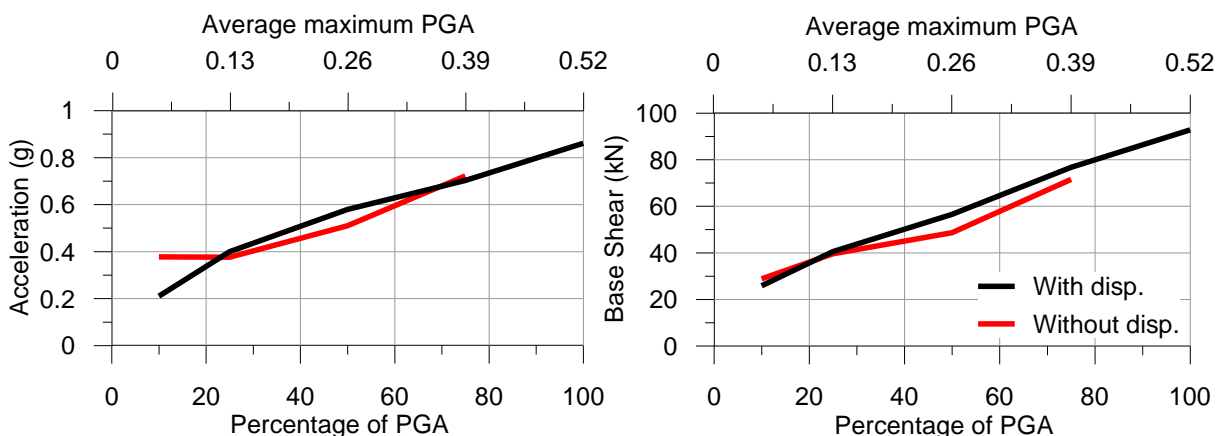 Average maximum PGA
0 0.13 0.26 0.39 0.52
Acceleration (g)
1
0.8
0.6
0.4
0.2
0
0 20 40 60 80 100
Percentage of PGA
Average maximum PGA
0 0.13 0.26 0.39 0.52
Base Shear (kN)
100
80
60
40
20
0
With disp.
Without disp.
0 20 40 60 80 100
Percentage of PGA